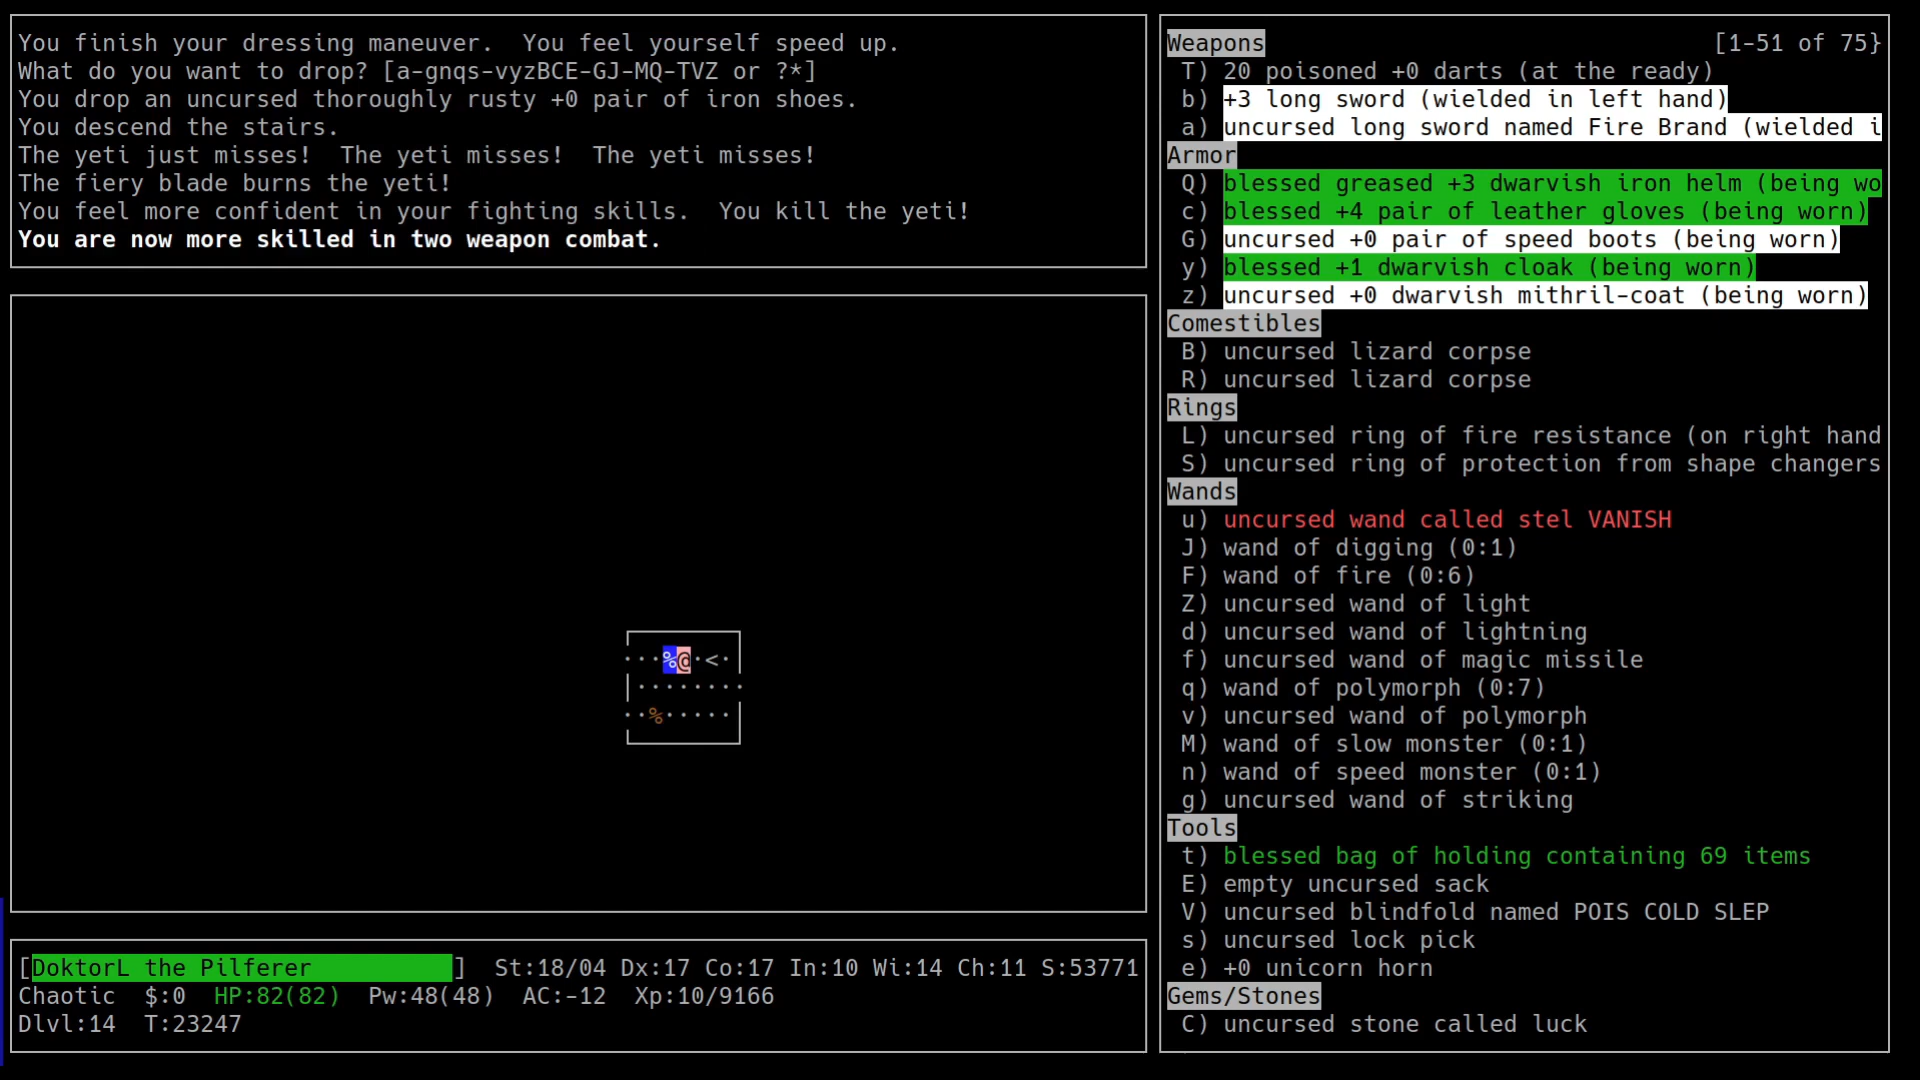 You finish your dressing maneuver.  You feel yourself speed up.
What do you want to drop? [a-gnqs-vyzBCE-GJ-MQ-TVZ or ?*]
You drop an uncursed thoroughly rusty +0 pair of iron shoes.
You descend the stairs.
The yeti just misses!  The yeti misses!  The yeti misses!
The fiery blade burns the yeti!
You feel more confident in your fighting skills.  You kill the yeti!
You are now more skilled in two weapon combat.
···%@·<·
········
··%·····
[DoktorL the Pilferer          ]  St:18/04 Dx:17 Co:17 In:10 Wi:14 Ch:11 S:53771
Chaotic  $:0  HP:82(82)  Pw:48(48)  AC:-12  Xp:10/9166
Dlvl:14  T:23247
Weapons [1-51 of 75}
T) 20 poisoned +0 darts (at the ready)
b) +3 long sword (wielded in left hand)
a) uncursed long sword named Fire Brand (wielded i
Armor
Q) blessed greased +3 dwarvish iron helm (being wo
c) blessed +4 pair of leather gloves (being worn)
G) uncursed +0 pair of speed boots (being worn)
y) blessed +1 dwarvish cloak (being worn)
z) uncursed +0 dwarvish mithril-coat (being worn)
Comestibles
B) uncursed lizard corpse
R) uncursed lizard corpse
Rings
L) uncursed ring of fire resistance (on right hand
S) uncursed ring of protection from shape changers
Wands
u) uncursed wand called stel VANISH
J) wand of digging (0:1)
F) wand of fire (0:6)
Z) uncursed wand of light
d) uncursed wand of lightning
f) uncursed wand of magic missile
q) wand of polymorph (0:7)
v) uncursed wand of polymorph
M) wand of slow monster (0:1)
n) wand of speed monster (0:1)
g) uncursed wand of striking
Tools
t) blessed bag of holding containing 69 items
E) empty uncursed sack
V) uncursed blindfold named POIS COLD SLEP
s) uncursed lock pick
e) +0 unicorn horn
Gems/Stones
C) uncursed stone called luck